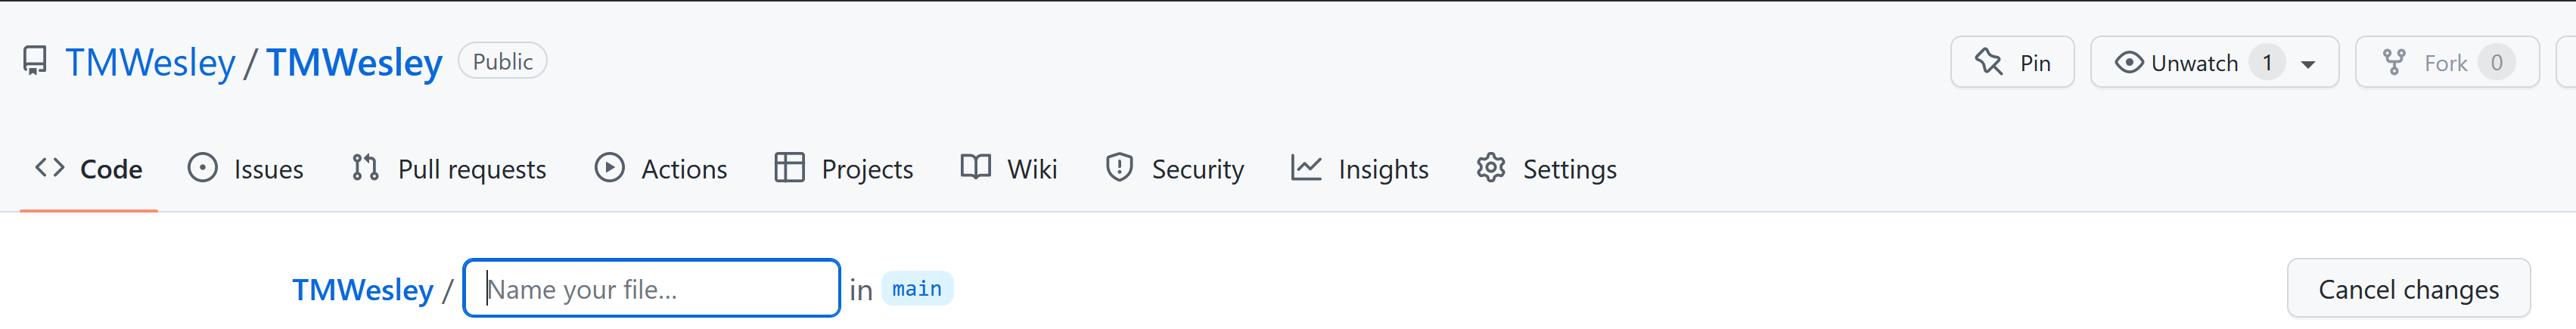 TMWesley / TMWesley Public Pin Unwatch 1 Fork 0
Code Issues Pull requests Actions Projects Wiki Security Insights Settings
TMWesley / Name your file... in main Cancel changes